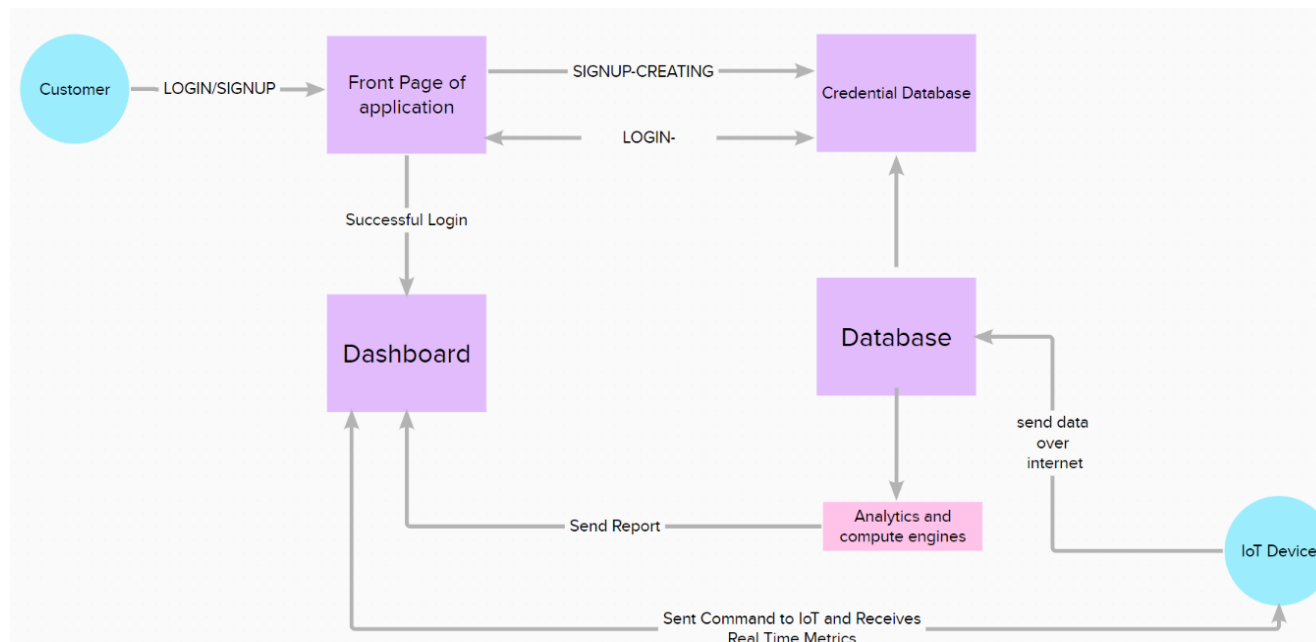 Customer
LOGIN/SIGNUP
Front Page of
application
SIGNUP-CREATING
Credential Database
LOGIN-
Successful Login
Dashboard
Database
send data
over
internet
Send Report
Analytics and
compute engines
IoT Device
Sent Command to IoT and Receives
Real Time Metrics